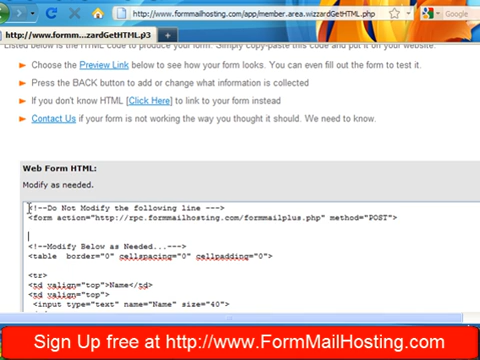 http://www.formmailhosting.com/app/member.area.wizzardGetHTML.php
http://www.formm...zzardGetHTML.p3
Listed below is the HTML code to produce your form. Simply copy-paste this code and put it on your website.
Choose the Preview Link below to see how your form looks. You can even fill out the form to test it.
Press the BACK button to add or change what information is collected
If you don't know HTML [Click Here] to link to your form instead
Contact Us if your form is not working the way you thought it should. We need to know.
Web Form HTML:
Modify as needed.
<!--Do Not Modify the following line --->
<form action="http://rpc.formmailhosting.com/formmailplus.php" method="POST">
<!--Modify Below as Needed...--->
<table border="0" cellspacing="0" cellpadding="0">
<tr>
<td valign="top">Name</td>
<td valign="top">
<input type="text" name="Name" size="40">
Sign Up free at http://www.FormMailHosting.com